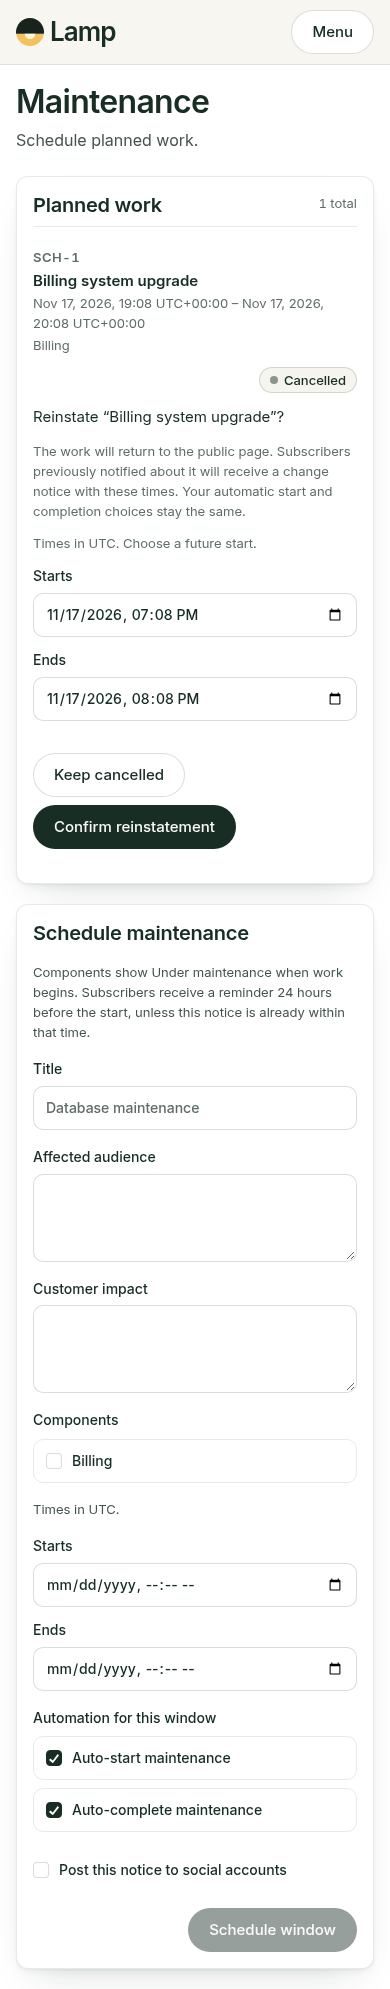 Lamp
Menu
Maintenance
Schedule planned work.
Planned work
1 total
SCH-1
Billing system upgrade
Nov 17, 2026, 19:08 UTC+00:00 – Nov 17, 2026,
20:08 UTC+00:00
Billing
Cancelled
Reinstate “Billing system upgrade”?
The work will return to the public page. Subscribers
previously notified about it will receive a change
notice with these times. Your automatic start and
completion choices stay the same.
Times in UTC. Choose a future start.
Starts
11/17/2026, 07:08 PM
Ends
11/17/2026, 08:08 PM
Keep cancelled
Confirm reinstatement
Schedule maintenance
Components show Under maintenance when work
begins. Subscribers receive a reminder 24 hours
before the start, unless this notice is already within
that time.
Title
Database maintenance
Affected audience
Customer impact
Components
Billing
Times in UTC.
Starts
mm/dd/yyyy, --:-- --
Ends
mm/dd/yyyy, --:-- --
Automation for this window
Auto-start maintenance
Auto-complete maintenance
Post this notice to social accounts
Schedule window